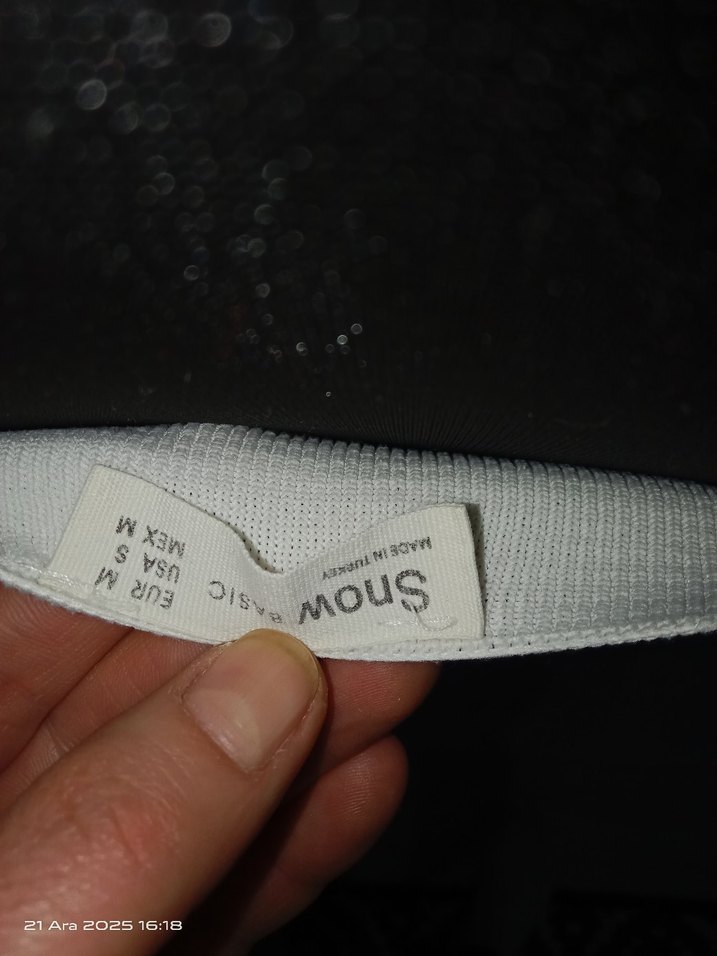 Snow
BASIC
MADE IN TURKEY
EUR M
USA S
MEX M
21 Ara 2025 16:18